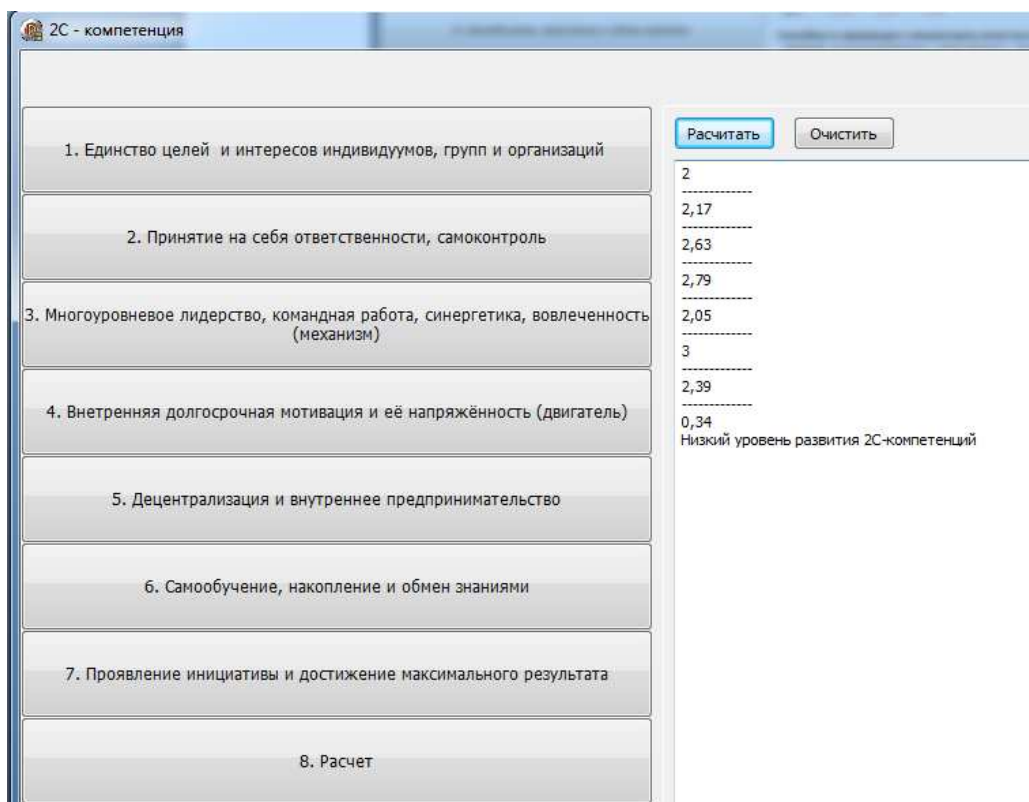 2С - компетенция
1. Единство целей и интересов индивидуумов, групп и организаций
2. Принятие на себя ответственности, самоконтроль
3. Многоуровневое лидерство, командная работа, синергетика, вовлеченность
(механизм)
4. Внетренняя долгосрочная мотивация и её напряжённость (двигатель)
5. Децентрализация и внутреннее предпринимательство
6. Самообучение, накопление и обмен знаниями
7. Проявление инициативы и достижение максимального результата
8. Расчет
Расчитать Очистить
2
-------------
2,17
-------------
2,63
-------------
2,79
-------------
2,05
-------------
3
-------------
2,39
-------------
0,34
Низкий уровень развития 2С-компетенций